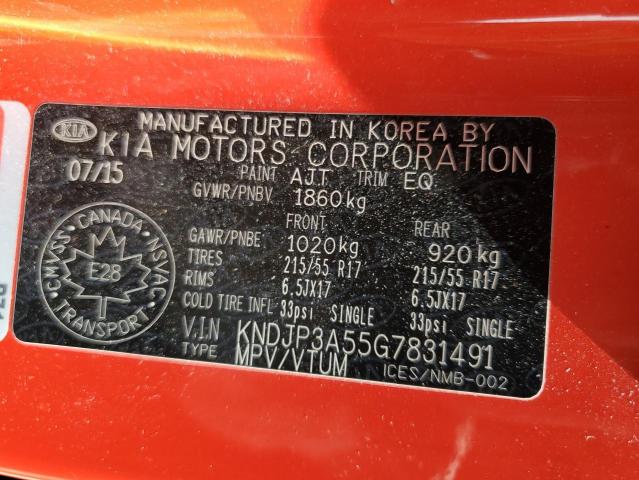 KIA
MANUFACTURED IN KOREA BY
KIA MOTORS CORPORATION
07/15 PAINT AJT TRIM EQ
GVWR/PNBV 1860kg
FRONT REAR
GAWR/PNBE 1020kg 920kg
TIRES 215/55 R17 215/55 R17
RIMS 6.5JX17 6.5JX17
COLD TIRE INFL 33psi SINGLE 33psi SINGLE
V.I.N KNDJP3A55G7831491
TYPE MPV/VTUM ICES/NMB-002
CANADA
CMVSS NSVAC
E28
TRANSPORT